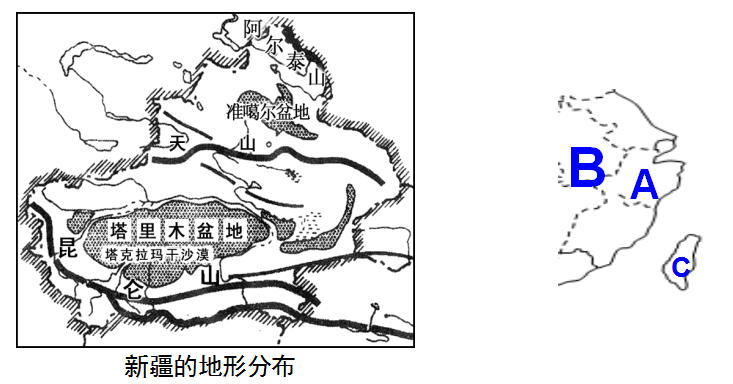 阿尔泰山
准噶尔盆地
天山
塔里木盆地
塔克拉玛干沙漠
昆仑山
新疆的地形分布
B
A
C